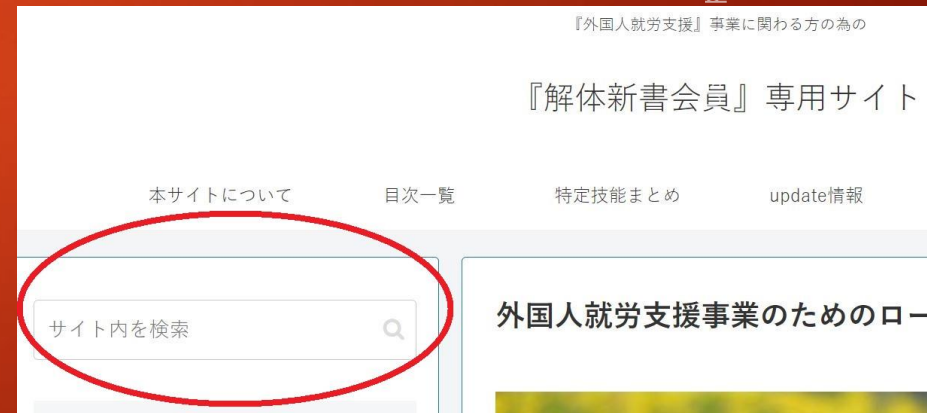 『外国人就労支援』事業に関わる方の為の
『解体新書会員』専用サイト
本サイトについて 目次一覧 特定技能まとめ update情報
サイト内を検索
外国人就労支援事業のためのロー